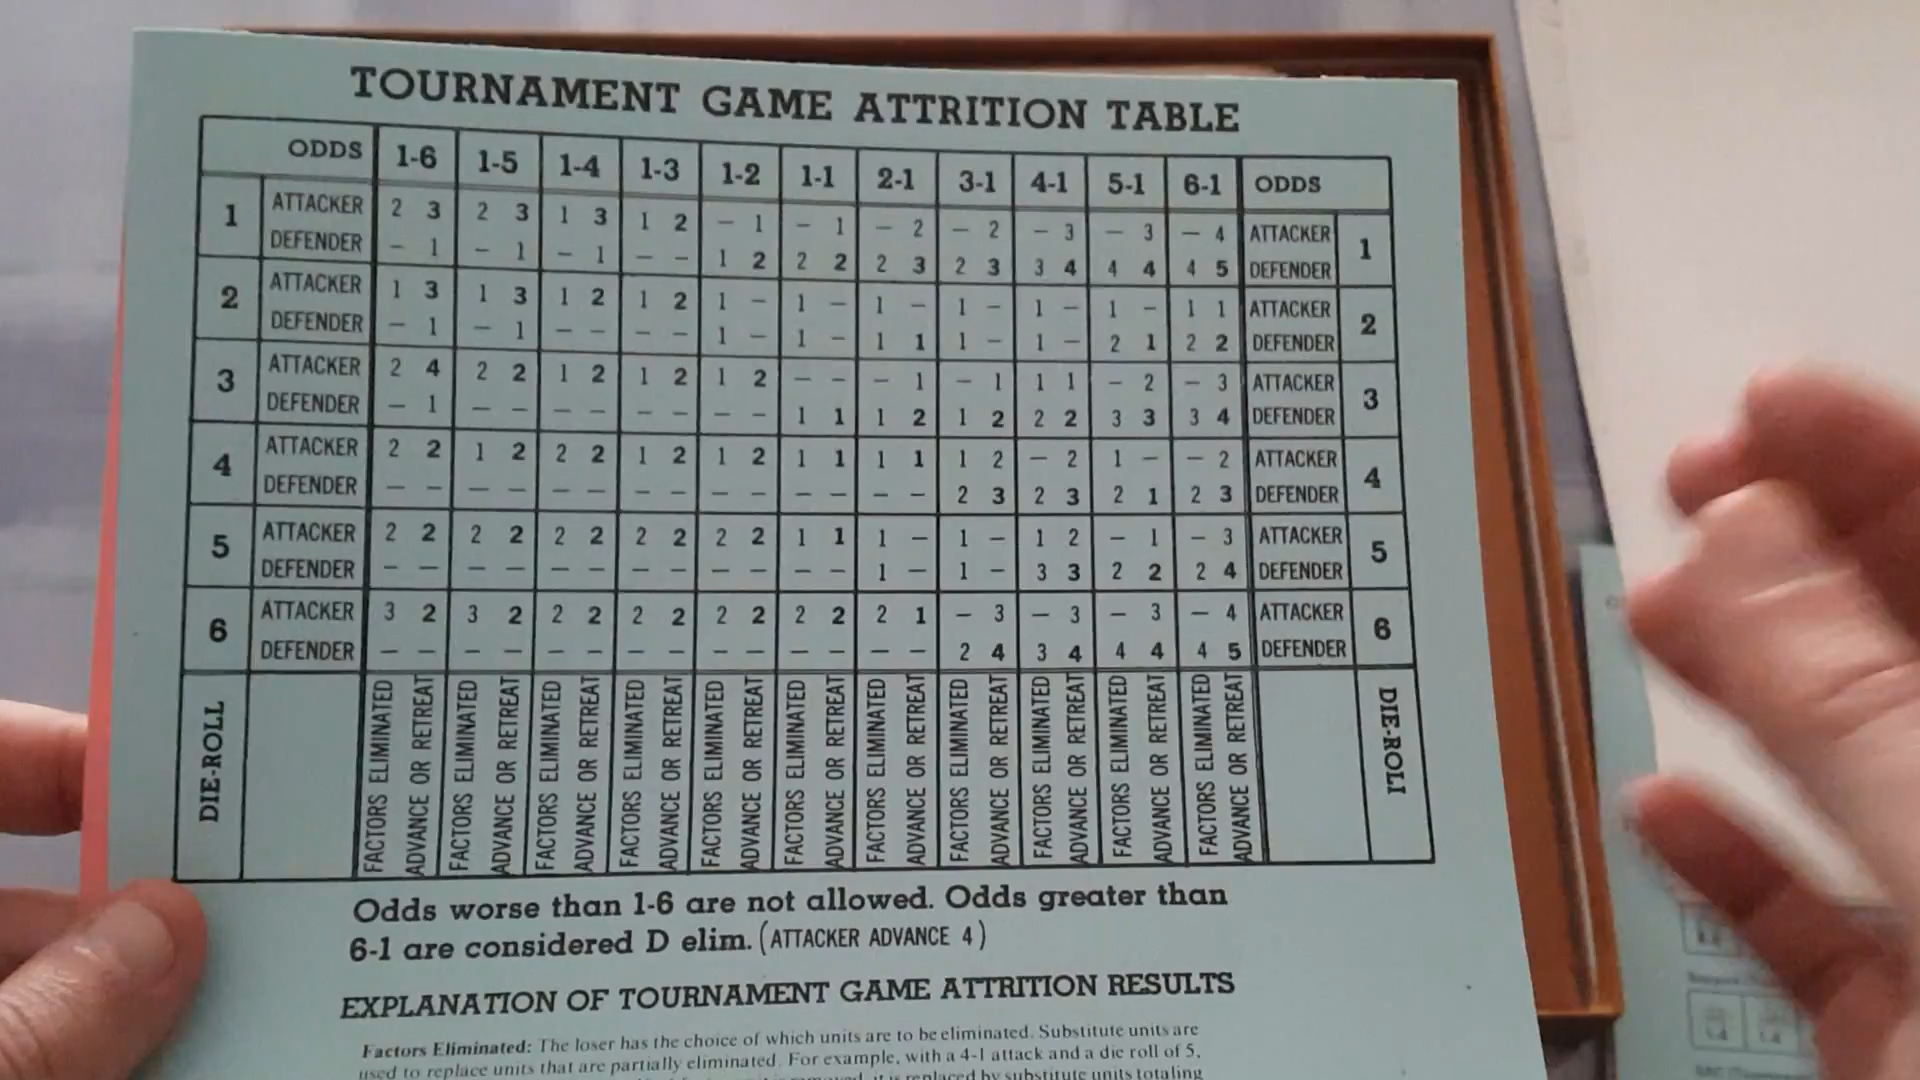 TOURNAMENT GAME ATTRITION TABLE
ODDS 1-6 1-5 1-4 1-3 1-2 1-1 2-1 3-1 4-1 5-1 6-1 ODDS
1 ATTACKER 2 3 2 3 1 3 1 2 – 1 – 1 – 2 – 2 – 3 – 3 – 4 ATTACKER 1
DEFENDER – 1 – 1 – 1 – – 1 2 2 2 2 3 2 3 3 4 4 4 4 5 DEFENDER
2 ATTACKER 1 3 1 3 1 2 1 2 1 – 1 – 1 – 1 – 1 – 1 – 1 1 ATTACKER 2
DEFENDER – 1 – 1 – – – – 1 – 1 – 1 1 1 – 1 – 2 1 2 2 DEFENDER
3 ATTACKER 2 4 2 2 1 2 1 2 1 2 – – – 1 – 1 1 1 – 2 – 3 ATTACKER 3
DEFENDER – 1 – – – – – – – – 1 1 1 2 1 2 2 2 3 3 3 4 DEFENDER
4 ATTACKER 2 2 1 2 2 2 1 2 1 2 1 1 1 1 1 2 – 2 1 – – 2 ATTACKER 4
DEFENDER – – – – – – – – – – – – – – 2 3 2 3 2 1 2 3 DEFENDER
5 ATTACKER 2 2 2 2 2 2 2 2 2 2 1 1 1 – 1 – 1 2 – 1 – 3 ATTACKER 5
DEFENDER – – – – – – – – – – – – 1 – 1 – 3 3 2 2 2 4 DEFENDER
6 ATTACKER 3 2 3 2 2 2 2 2 2 2 2 2 2 1 – 3 – 3 – 3 – 4 ATTACKER 6
DEFENDER – – – – – – – – – – – – – – 2 4 3 4 4 4 4 5 DEFENDER
DIE-ROLL
FACTORS ELIMINATED
ADVANCE OR RETREAT
FACTORS ELIMINATED
ADVANCE OR RETREAT
FACTORS ELIMINATED
ADVANCE OR RETREAT
FACTORS ELIMINATED
ADVANCE OR RETREAT
FACTORS ELIMINATED
ADVANCE OR RETREAT
FACTORS ELIMINATED
ADVANCE OR RETREAT
FACTORS ELIMINATED
ADVANCE OR RETREAT
FACTORS ELIMINATED
ADVANCE OR RETREAT
FACTORS ELIMINATED
ADVANCE OR RETREAT
FACTORS ELIMINATED
ADVANCE OR RETREAT
FACTORS ELIMINATED
ADVANCE OR RETREAT
DIE-ROLL
Odds worse than 1-6 are not allowed. Odds greater than
6-1 are considered D elim. (ATTACKER ADVANCE 4)
EXPLANATION OF TOURNAMENT GAME ATTRITION RESULTS
Factors Eliminated: The loser has the choice of which units are to be eliminated. Substitute units are
used to replace units that are partially eliminated. For example, with a 4-1 attack and a die roll of 5,
it is replaced by substitute units totaling